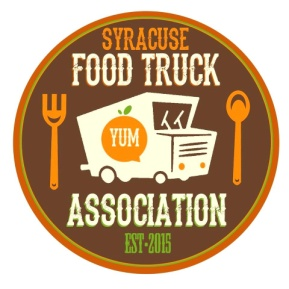 SYRACUSE
FOOD TRUCK
YUM
ASSOCIATION
EST·2015